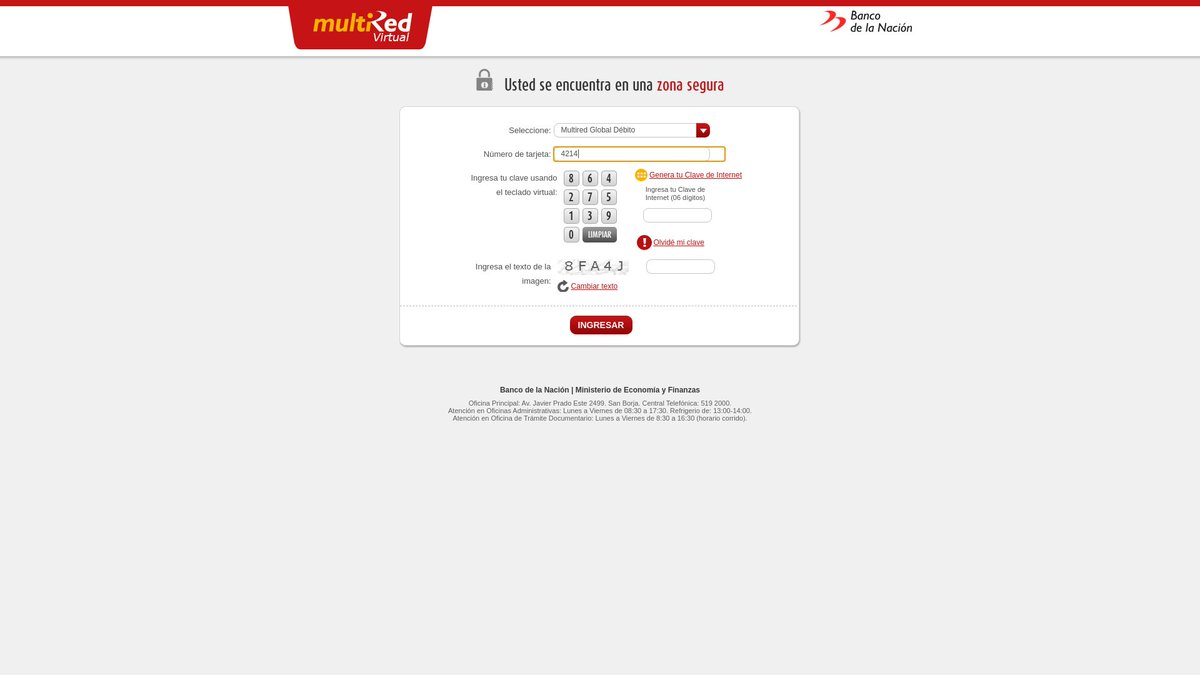 multiRed
Virtual
Banco
de la Nación
Usted se encuentra en una zona segura
Seleccione: Multired Global Débito
Número de tarjeta: 4214
Ingresa tu clave usando
el teclado virtual:
8 6 4
2 7 5
1 3 9
0 LIMPIAR
Genera tu Clave de Internet
Ingresa tu Clave de
Internet (06 dígitos)
Olvidé mi clave
Ingresa el texto de la
imagen:
8FA4J
Cambiar texto
INGRESAR
Banco de la Nación | Ministerio de Economía y Finanzas
Oficina Principal: Av. Javier Prado Este 2499. San Borja. Central Telefónica: 519 2000.
Atención en Oficinas Administrativas: Lunes a Viernes de 08:30 a 17:30. Refrigerio de: 13:00-14:00.
Atención en Oficina de Trámite Documentario: Lunes a Viernes de 8:30 a 16:30 (horario corrido).